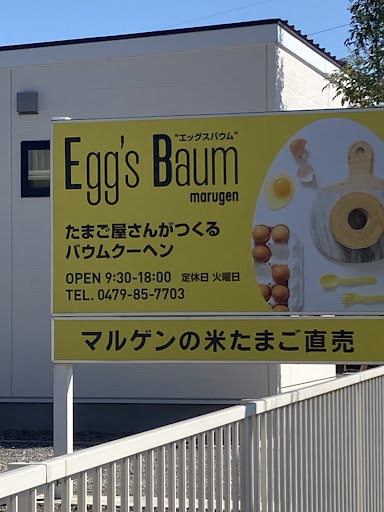 "エッグスバウム"
Egg's Baum
marugen
たまご屋さんがつくる
バウムクーヘン
OPEN 9:30-18:00 定休日 火曜日
TEL. 0479-85-7703
マルゲンの米たまご直売